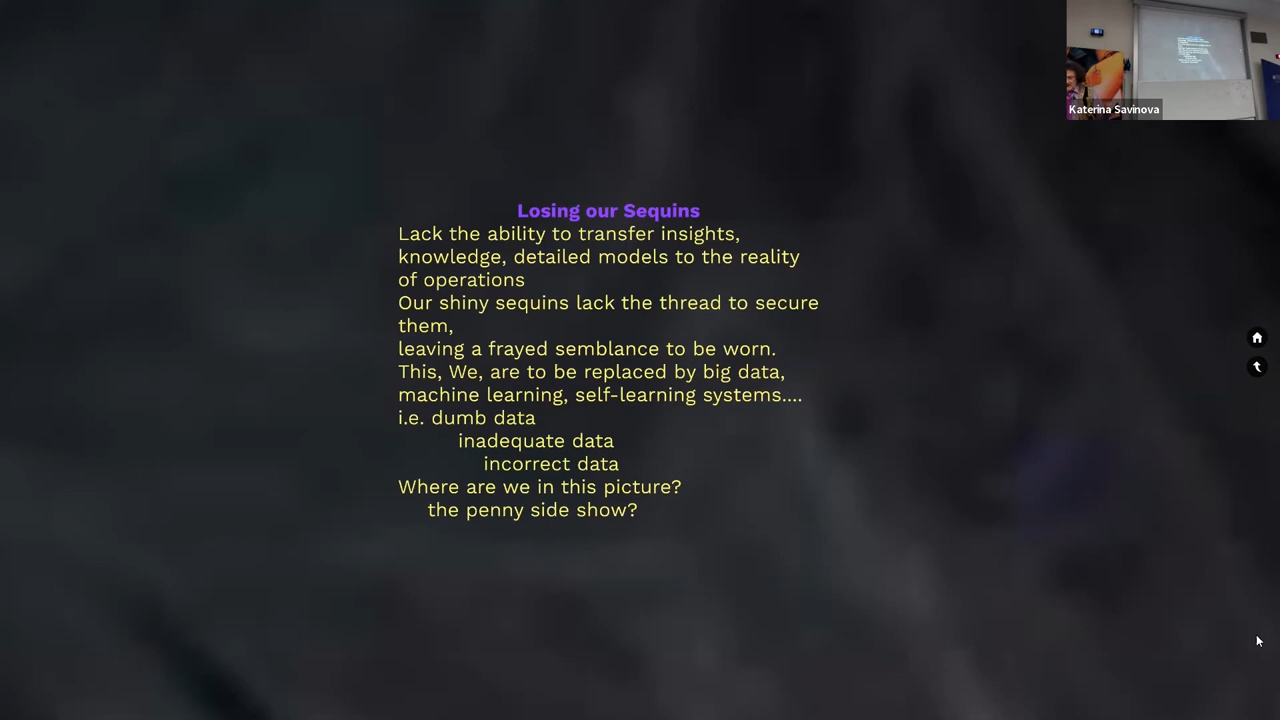 Katerina Savinova
Losing our Sequins
Lack the ability to transfer insights,
knowledge, detailed models to the reality
of operations
Our shiny sequins lack the thread to secure
them,
leaving a frayed semblance to be worn.
This, We, are to be replaced by big data,
machine learning, self-learning systems....
i.e. dumb data
inadequate data
incorrect data
Where are we in this picture?
the penny side show?